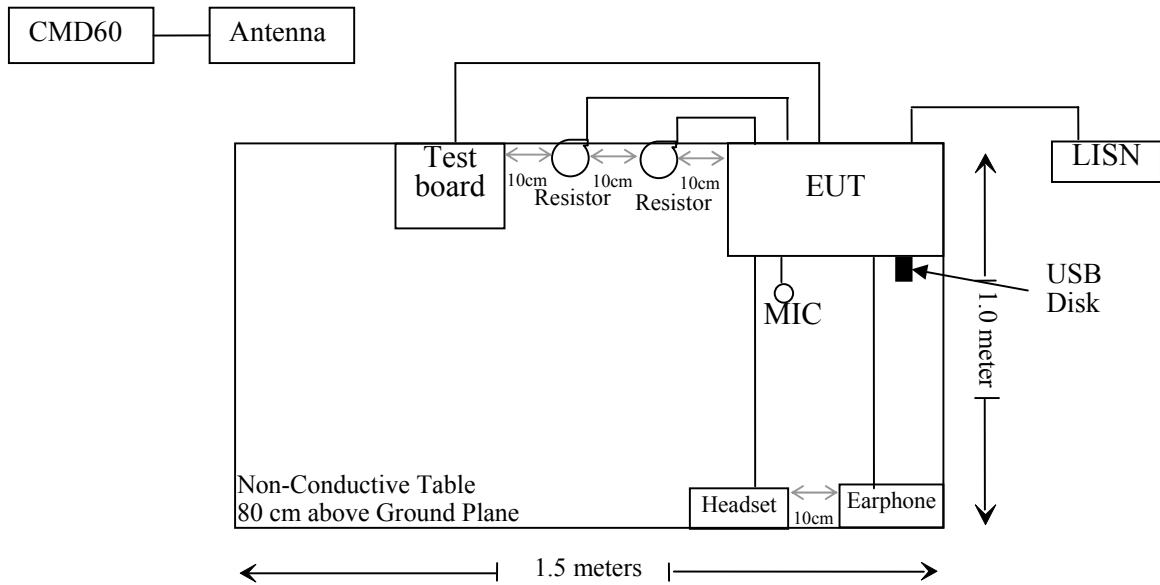 CMD60
Antenna
Test
board
10cm
10cm
10cm
Resistor
Resistor
EUT
LISN
MIC
USB
Disk
1.0 meter
Non-Conductive Table
80 cm above Ground Plane
Headset
10cm
Earphone
1.5 meters